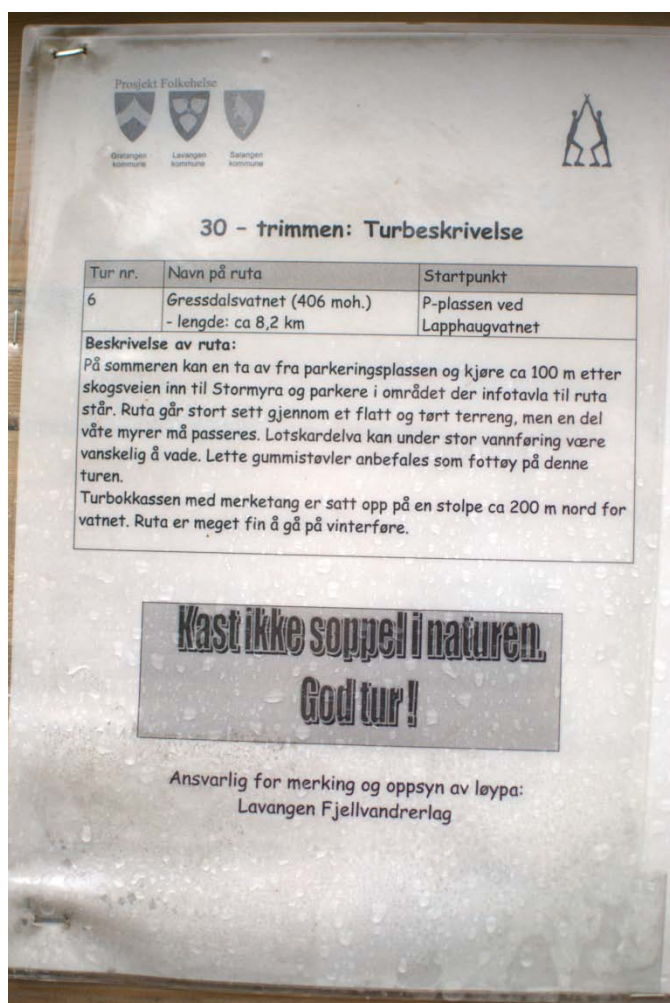 Prosjekt Folkehelse
Gratangen kommune
Lavangen kommune
Salangen kommune
30 – trimmen: Turbeskrivelse
Tur nr. Navn på ruta Startpunkt
6 Gressdalsvatnet (406 moh.) P-plassen ved
- lengde: ca 8,2 km Lapphaugvatnet
Beskrivelse av ruta:
På sommeren kan en ta av fra parkeringsplassen og kjøre ca 100 m etter
skogsveien inn til Stormyra og parkere i området der infotavla til ruta
står. Ruta går stort sett gjennom et flatt og tørt terreng, men en del
våte myrer må passeres. Lotskardelva kan under stor vannføring være
vanskelig å vade. Lette gummistøvler anbefales som fottøy på denne
turen.
Turbokkassen med merketang er satt opp på en stolpe ca 200 m nord for
vatnet. Ruta er meget fin å gå på vinterføre.
Kast ikke søppel i naturen.
God tur!
Ansvarlig for merking og oppsyn av løypa:
Lavangen Fjellvandrerlag